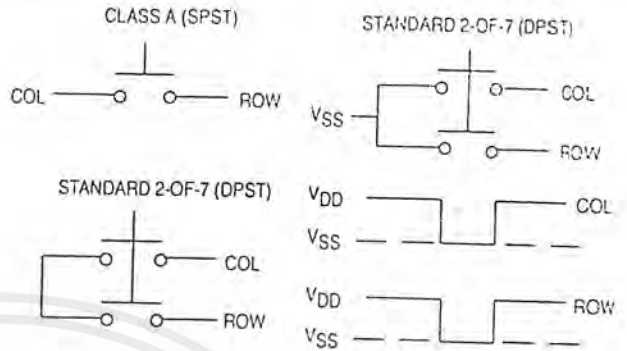 CLASS A (SPST)
COL
ROW
STANDARD 2-OF-7 (DPST)
VSS
COL
ROW
STANDARD 2-OF-7 (DPST)
COL
ROW
VDD
COL
VSS
VDD
ROW
VSS